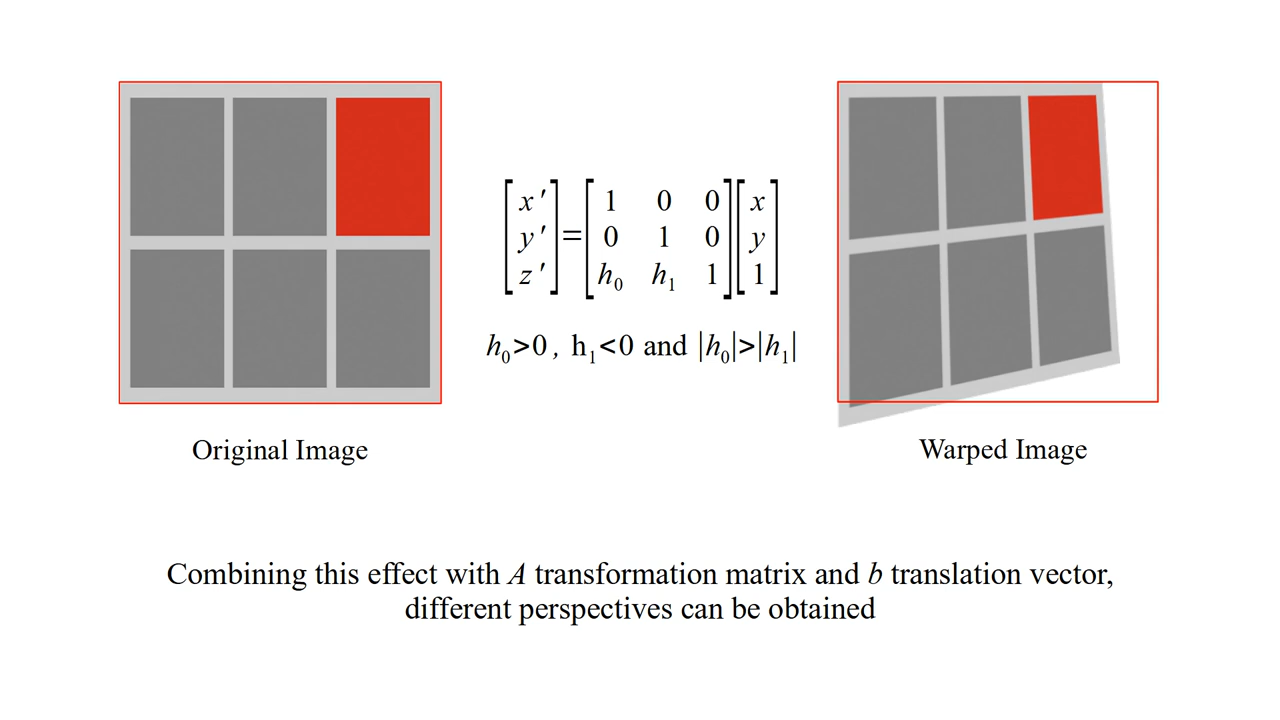 [x′ y′ z′] = [1 0 0; 0 1 0; h₀ h₁ 1] [x y 1]
h₀>0 , h₁<0 and |h₀|>|h₁|
Original Image
Warped Image
Combining this effect with A transformation matrix and b translation vector,
different perspectives can be obtained